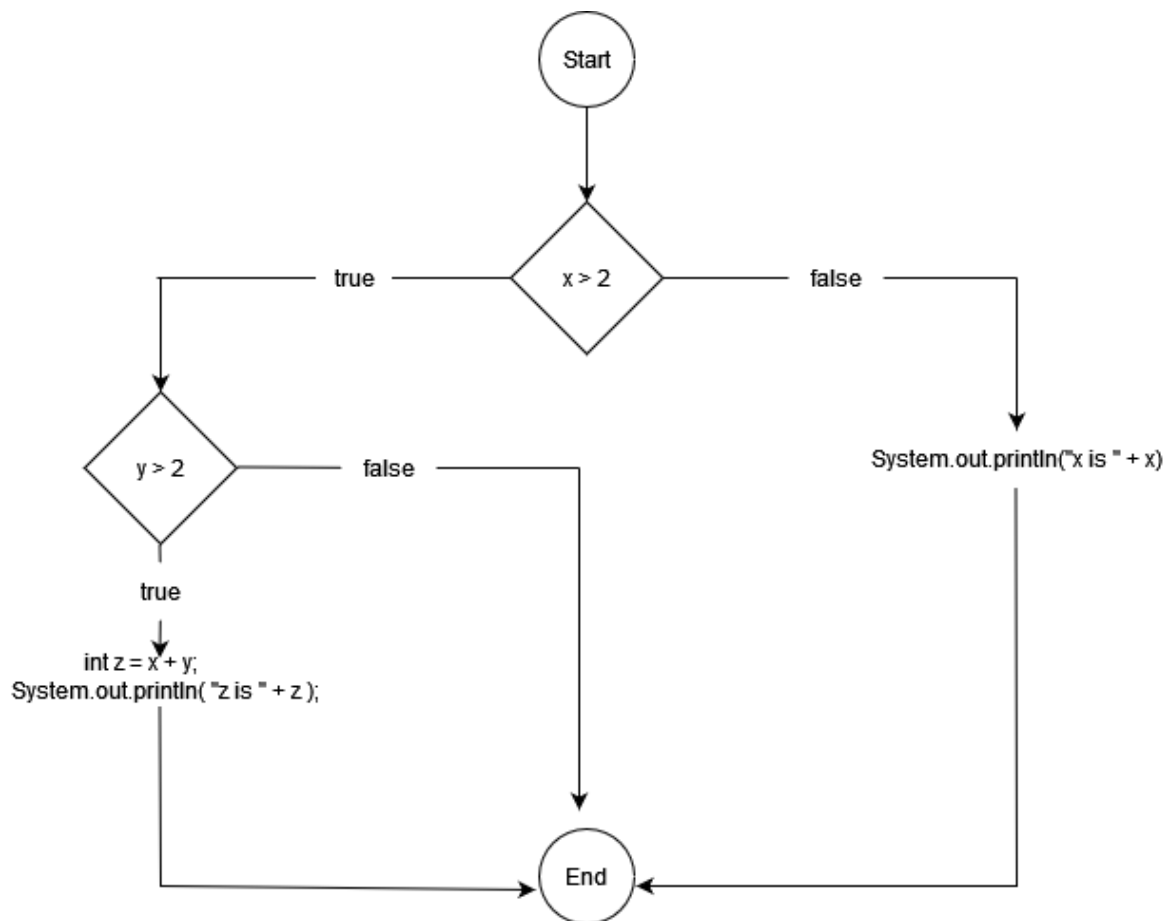 Start
x > 2
true
false
y > 2
false
System.out.println("x is " + x)
true
int z = x + y;
System.out.println( "z is " + z );
End